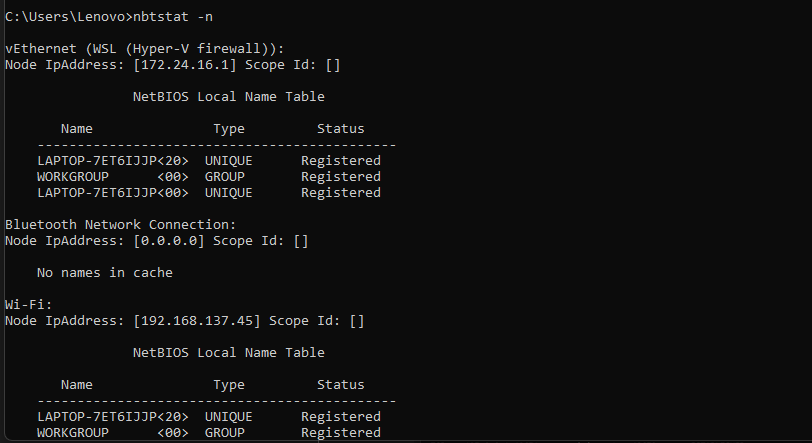 C:\Users\Lenovo>nbtstat -n
vEthernet (WSL (Hyper-V firewall)):
Node IpAddress: [172.24.16.1] Scope Id: []
NetBIOS Local Name Table
Name Type Status
---------------------------------------------
LAPTOP-7ET6IJJP<20> UNIQUE Registered
WORKGROUP <00> GROUP Registered
LAPTOP-7ET6IJJP<00> UNIQUE Registered
Bluetooth Network Connection:
Node IpAddress: [0.0.0.0] Scope Id: []
No names in cache
Wi-Fi:
Node IpAddress: [192.168.137.45] Scope Id: []
NetBIOS Local Name Table
Name Type Status
---------------------------------------------
LAPTOP-7ET6IJJP<20> UNIQUE Registered
WORKGROUP <00> GROUP Registered